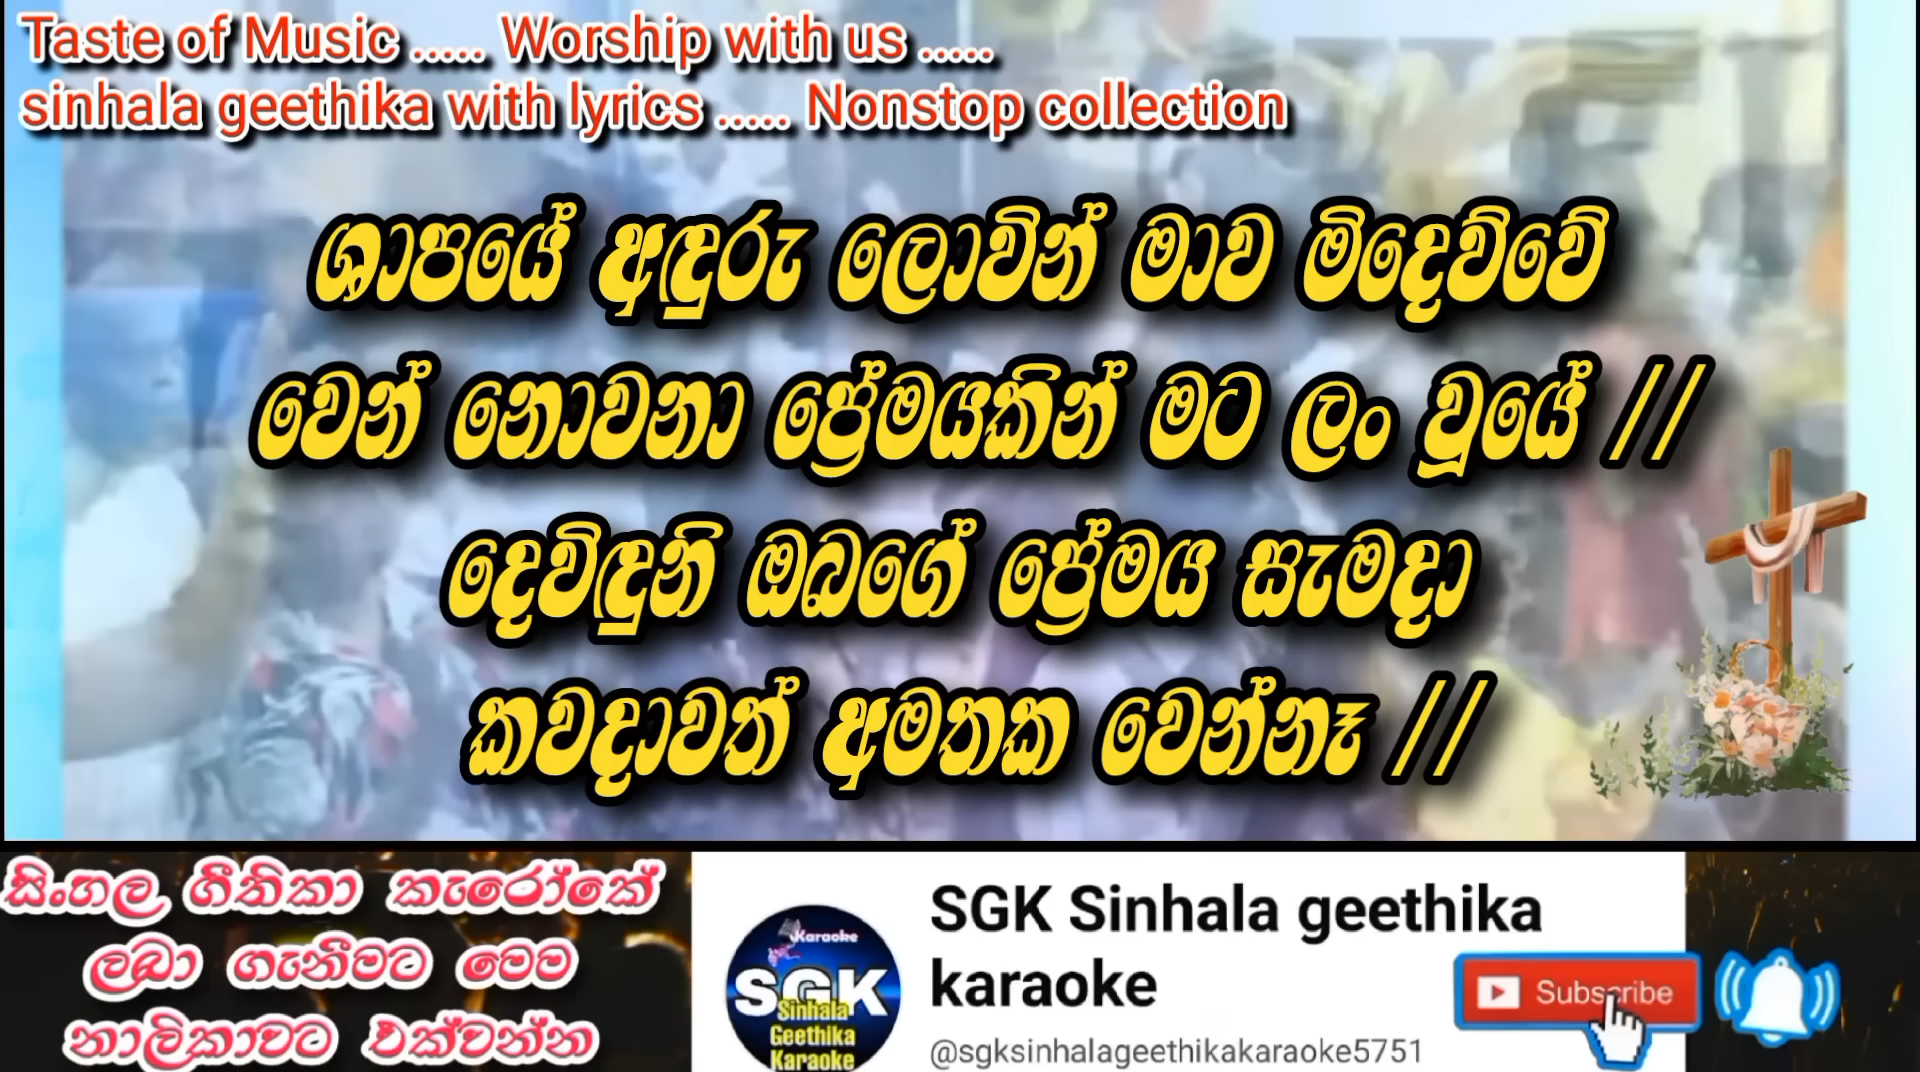 Taste of Music ..... Worship with us .....
sinhala geethika with lyrics ..... Nonstop collection
ශාපයේ අඳුරු ලොවින් මාව මිදෙව්වේ
වෙන් නොවනා ප්‍රේමයකින් මට ලං වූයේ //
දෙවිඳුනි ඔබගේ ප්‍රේමය සැමදා
කවදාවත් අමතක වෙන්නෑ //
සිංහල ගීතිකා කැරෝකේ
ලබා ගැනීමට මෙම
නාලිකාවට එක්වන්න
Karaoke
SGK
Sinhala
Geethika
Karaoke
SGK Sinhala geethika
karaoke
@sgksinhalageethikakaraoke5751
Subscribe